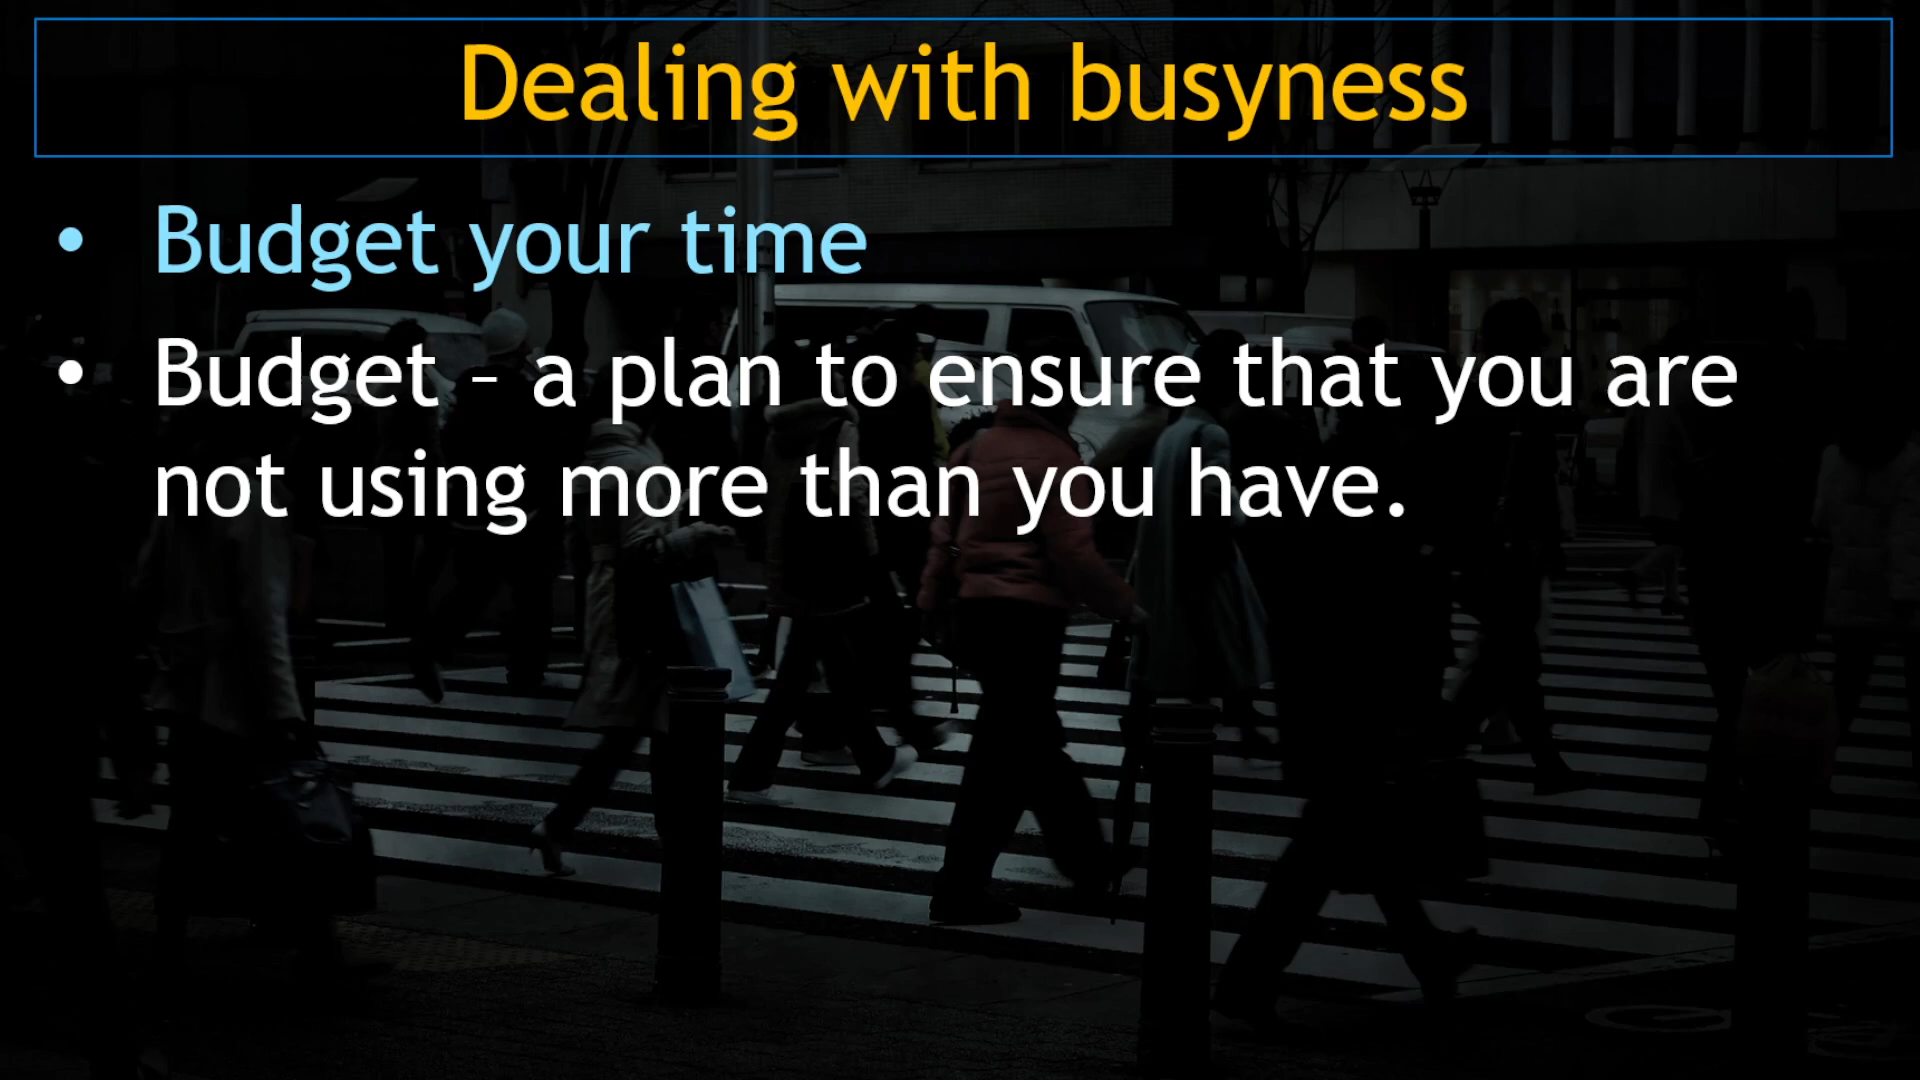 Dealing with busyness
• Budget your time
• Budget – a plan to ensure that you are
not using more than you have.